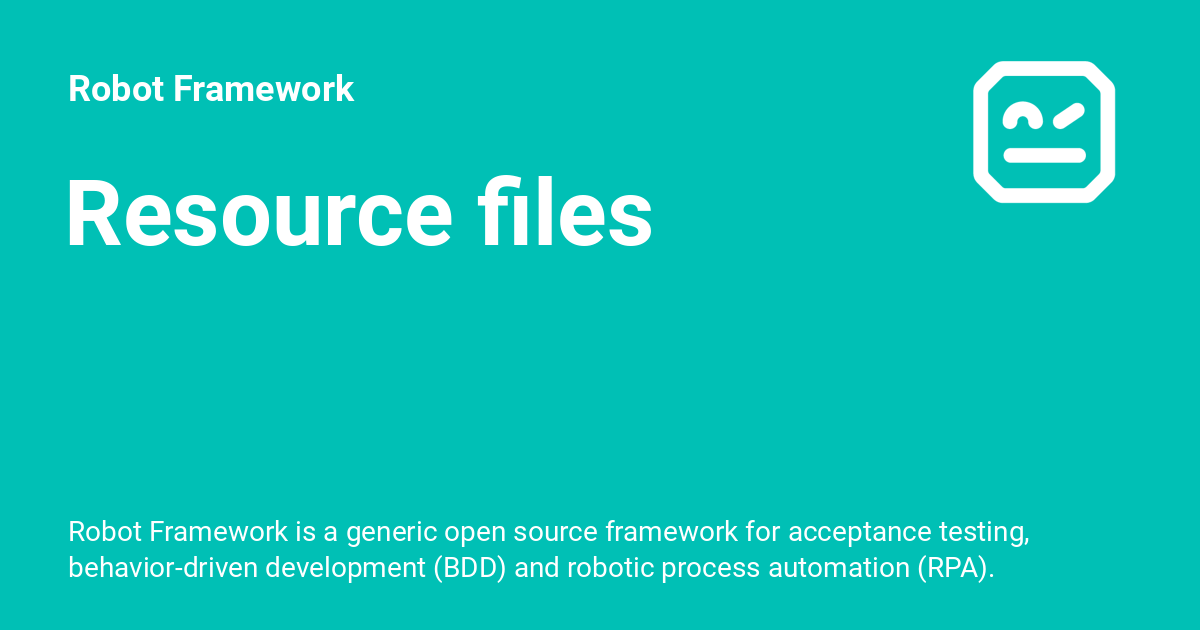 Robot Framework
Resource files
Robot Framework is a generic open source framework for acceptance testing,
behavior-driven development (BDD) and robotic process automation (RPA).